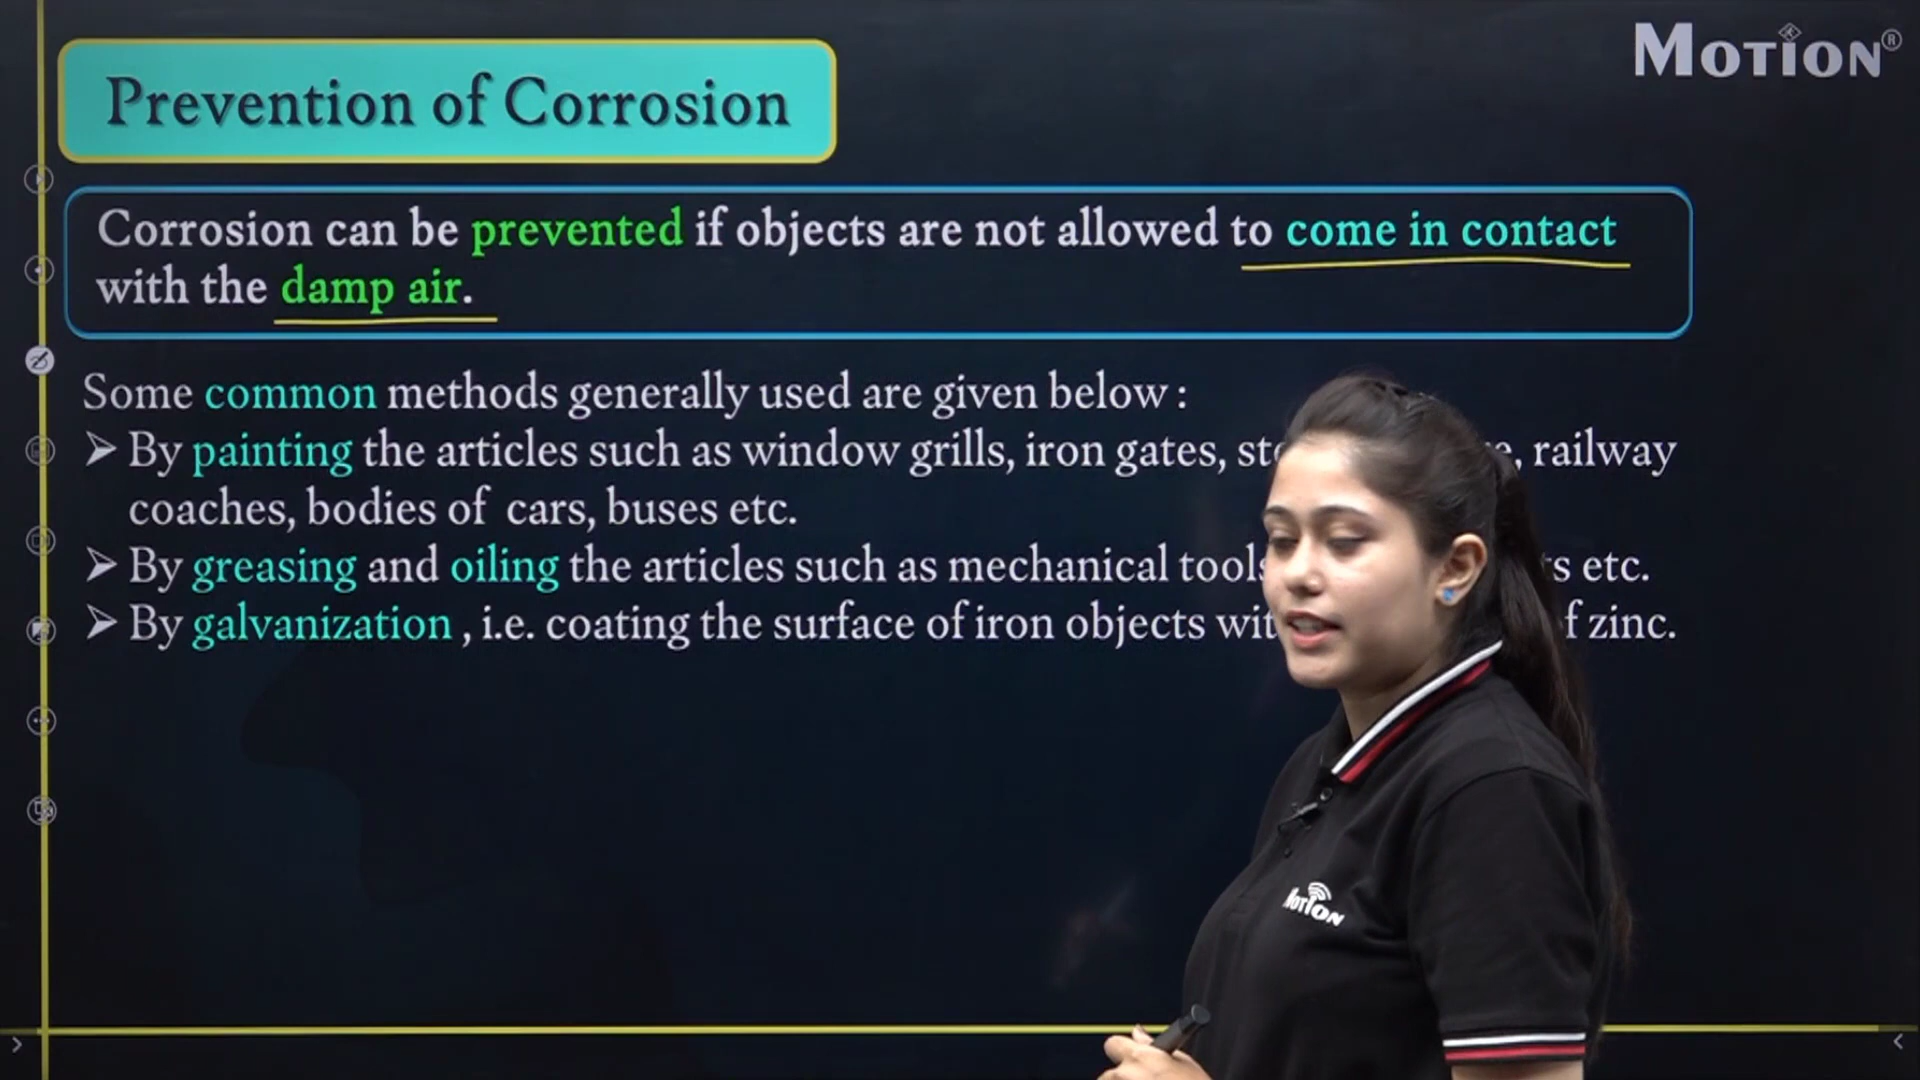 MOTION®
Prevention of Corrosion
Corrosion can be prevented if objects are not allowed to come in contact
with the damp air.
Some common methods generally used are given below :
➤ By painting the articles such as window grills, iron gates, railway
coaches, bodies of cars, buses etc.
➤ By greasing and oiling the articles such as mechanical tools etc.
➤ By galvanization , i.e. coating the surface of iron objects zinc.
MOTION